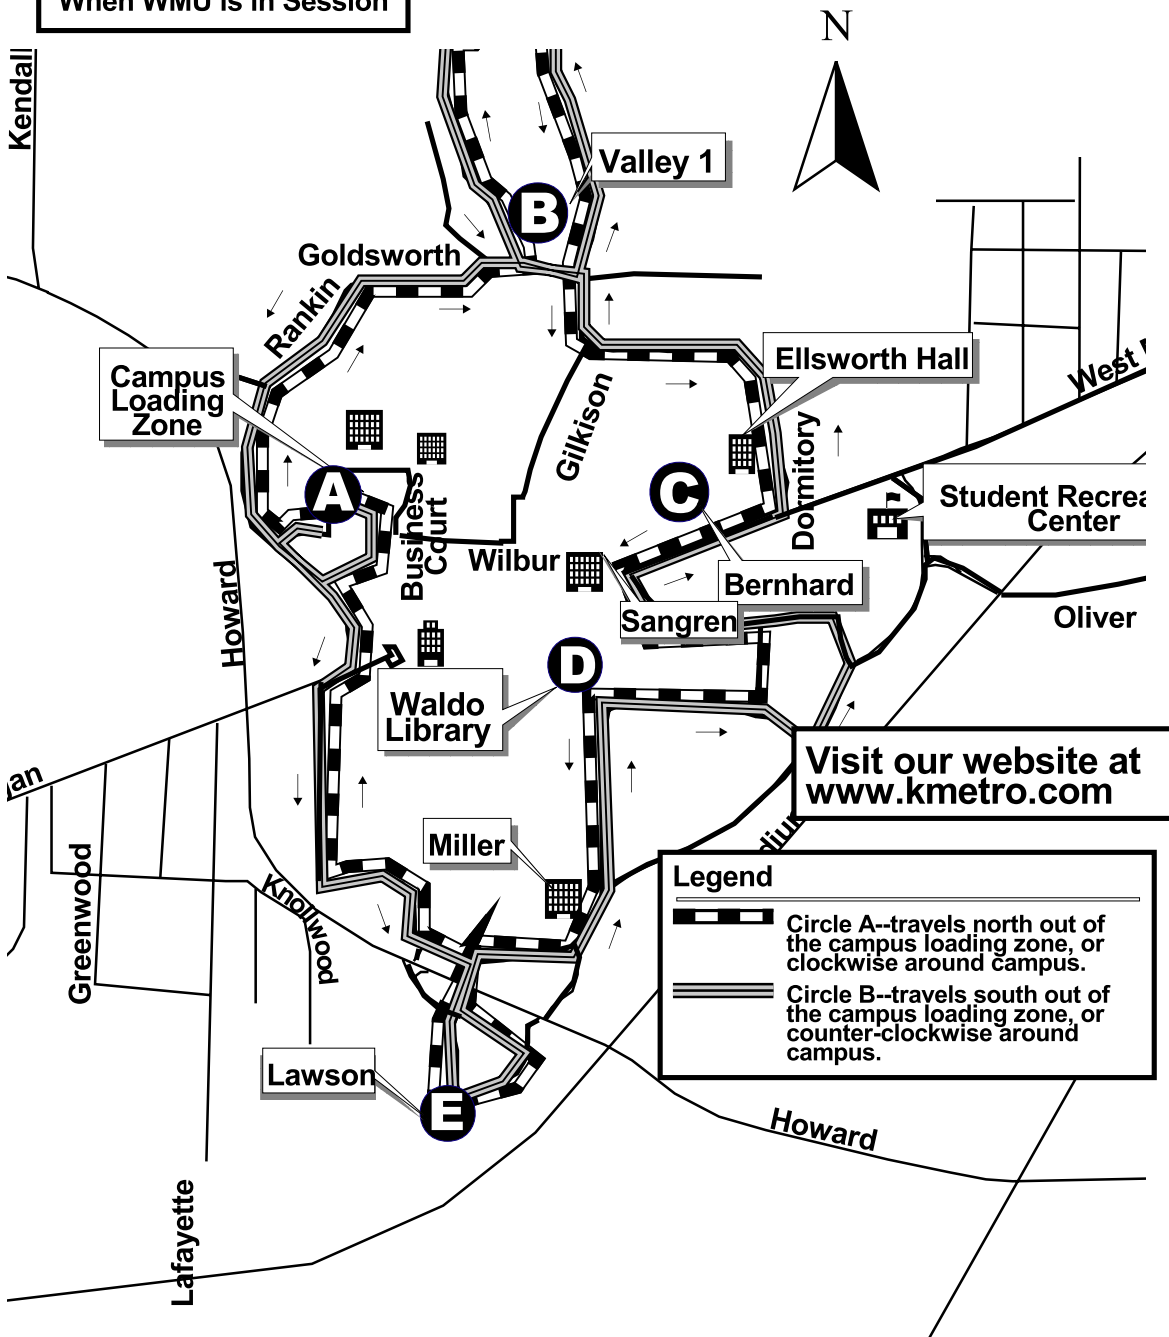 When WMU is in Session
N
Kendall
Valley 1
B
Goldsworth
Rankin
Ellsworth Hall
West
Campus
Loading
Zone
Gilkison
Dormitory
A
Business
Court
C
Student Recrea
Center
Wilbur
Bernhard
Howard
Sangren
Oliver
D
Waldo
Library
an
Visit our website at
www.kmetro.com
Miller
diu
Greenwood
Knollwood
Legend
Circle A--travels north out of
the campus loading zone, or
clockwise around campus.
Circle B--travels south out of
the campus loading zone, or
counter-clockwise around
campus.
Lawson
E
Howard
Lafayette